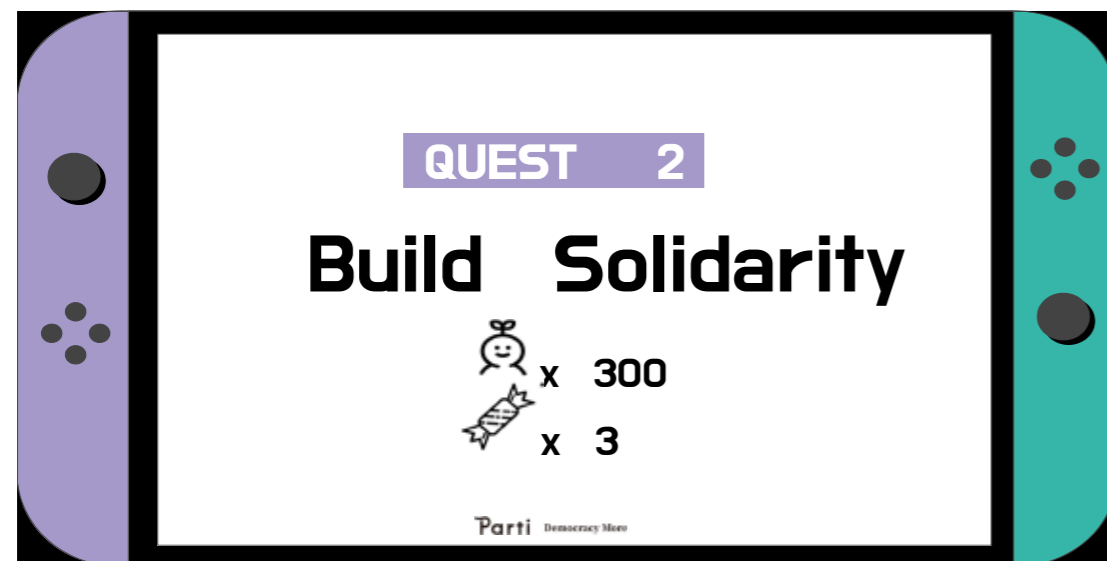 QUEST 2
Build Solidarity
x 300
x 3
Parti Democracy More